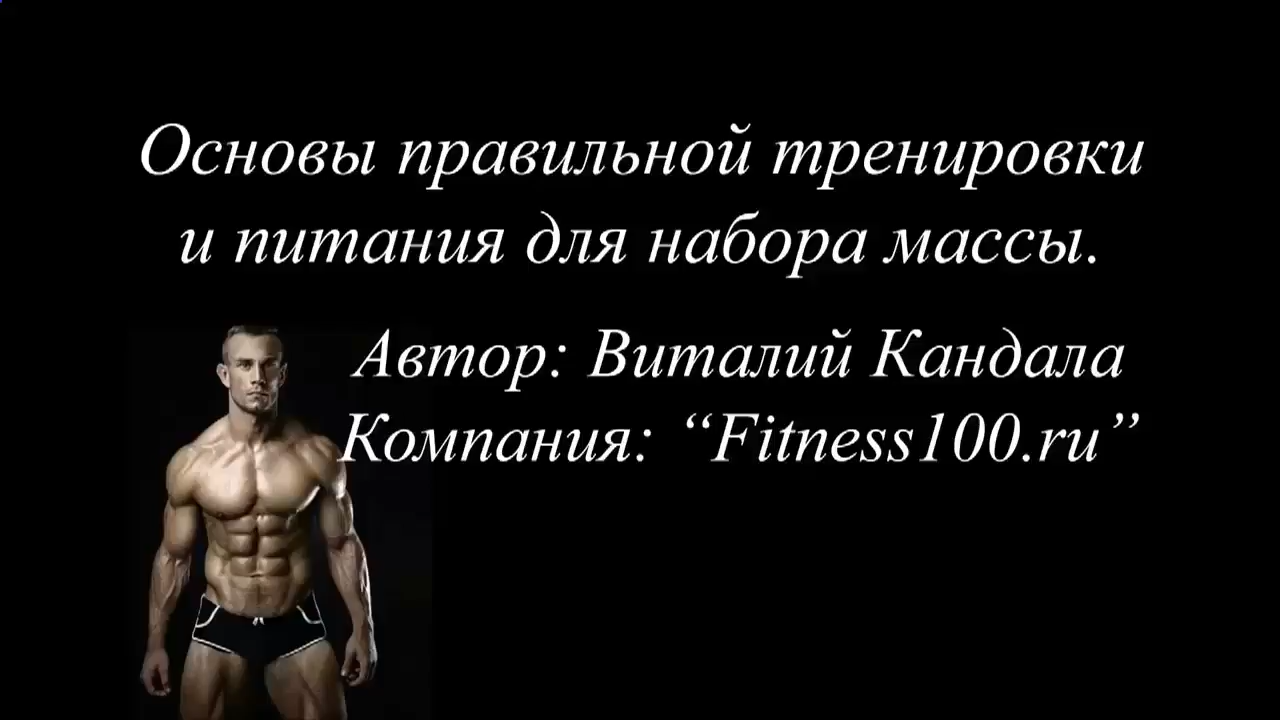 Основы правильной тренировки
и питания для набора массы.
Автор: Виталий Кандала
Компания: “Fitness100.ru”